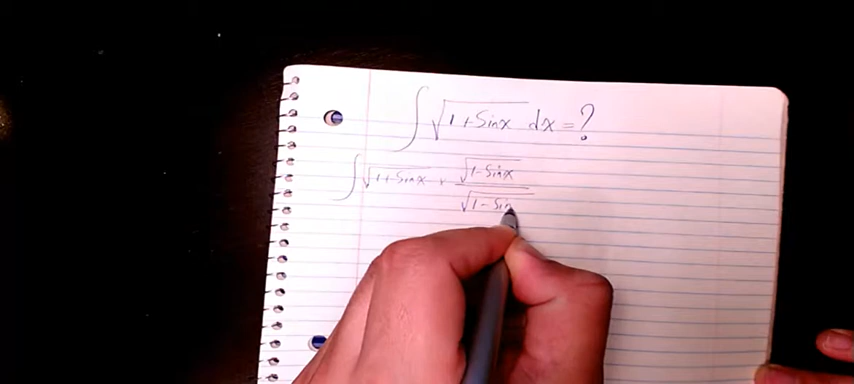 ∫ √(1 + Sinx) dx = ?
∫ √(1 + Sinx) × √(1 - Sinx) / √(1 - Sin